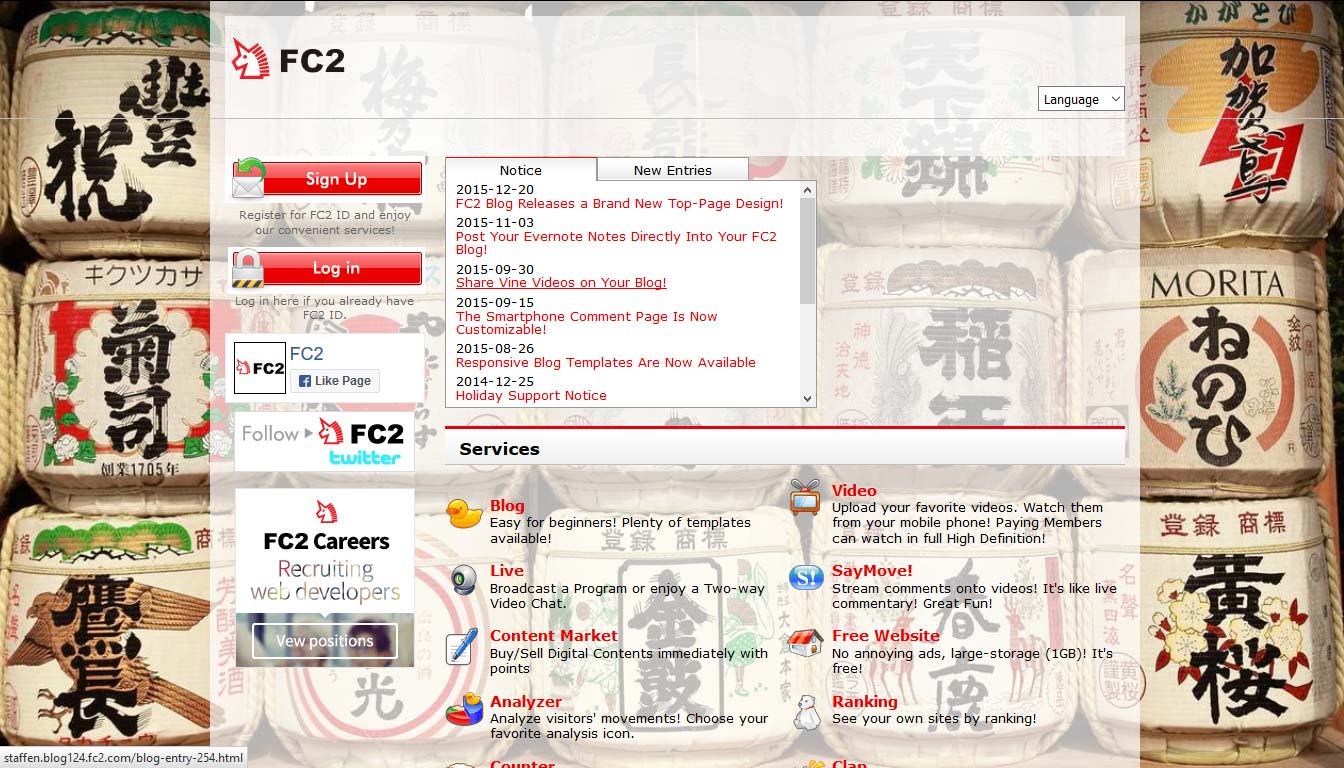 FC2
Language
Sign Up
Register for FC2 ID and enjoy
our convenient services!
Log in
Log in here if you already have
FC2 ID.
FC2
FC2
Like Page
Follow FC2
twitter
FC2 Careers
Recruiting
web developers
Vew positions
Notice
New Entries
2015-12-20
FC2 Blog Releases a Brand New Top-Page Design!
2015-11-03
Post Your Evernote Notes Directly Into Your FC2
Blog!
2015-09-30
Share Vine Videos on Your Blog!
2015-09-15
The Smartphone Comment Page Is Now
Customizable!
2015-08-26
Responsive Blog Templates Are Now Available
2014-12-25
Holiday Support Notice
Services
Blog
Easy for beginners! Plenty of templates
available!
Video
Upload your favorite videos. Watch them
from your mobile phone! Paying Members
can watch in full High Definition!
Live
Broadcast a Program or enjoy a Two-way
Video Chat.
SayMove!
Stream comments onto videos! It's like live
commentary! Great Fun!
Content Market
Buy/Sell Digital Contents immediately with
points
Free Website
No annoying ads, large-storage (1GB)! It's
free!
Analyzer
Analyze visitors' movements! Choose your
favorite analysis icon.
Ranking
See your own sites by ranking!
Counter
Clap
staffen.blog124.fc2.com/blog-entry-254.html
豊祝
キクツカサ
菊司
創業1705年
登録
鷹長
かがとび
加賀鳶
MORITA
ねのひ
金紋
登録 商標
黄桜
登録 商標
金鼓
春鹿